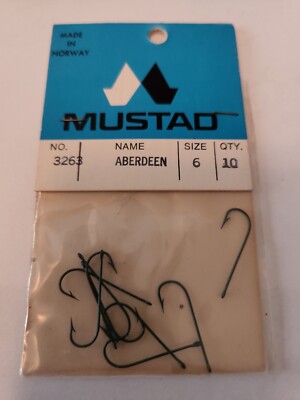 MADE
IN
NORWAY
MUSTAD
NO. NAME SIZE QTY.
3263 ABERDEEN 6 10